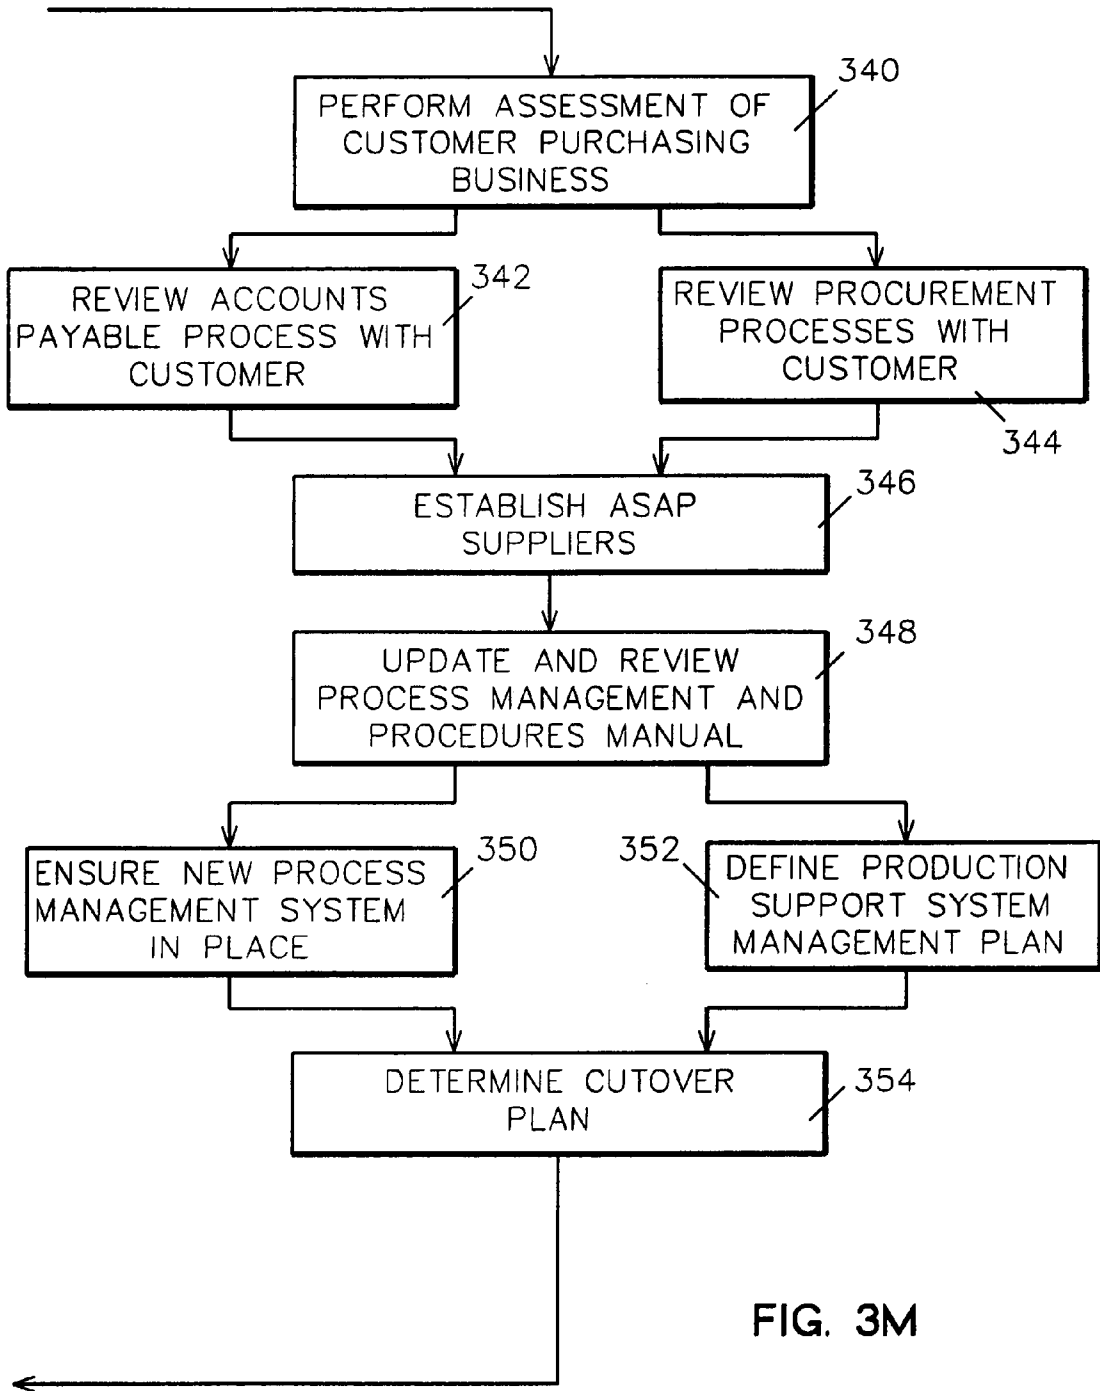 340
PERFORM ASSESSMENT OF
CUSTOMER PURCHASING
BUSINESS
342
REVIEW ACCOUNTS
PAYABLE PROCESS WITH
CUSTOMER
REVIEW PROCUREMENT
PROCESSES WITH
CUSTOMER
344
346
ESTABLISH ASAP
SUPPLIERS
348
UPDATE AND REVIEW
PROCESS MANAGEMENT AND
PROCEDURES MANUAL
350
ENSURE NEW PROCESS
MANAGEMENT SYSTEM
IN PLACE
352
DEFINE PRODUCTION
SUPPORT SYSTEM
MANAGEMENT PLAN
354
DETERMINE CUTOVER
PLAN
FIG. 3M